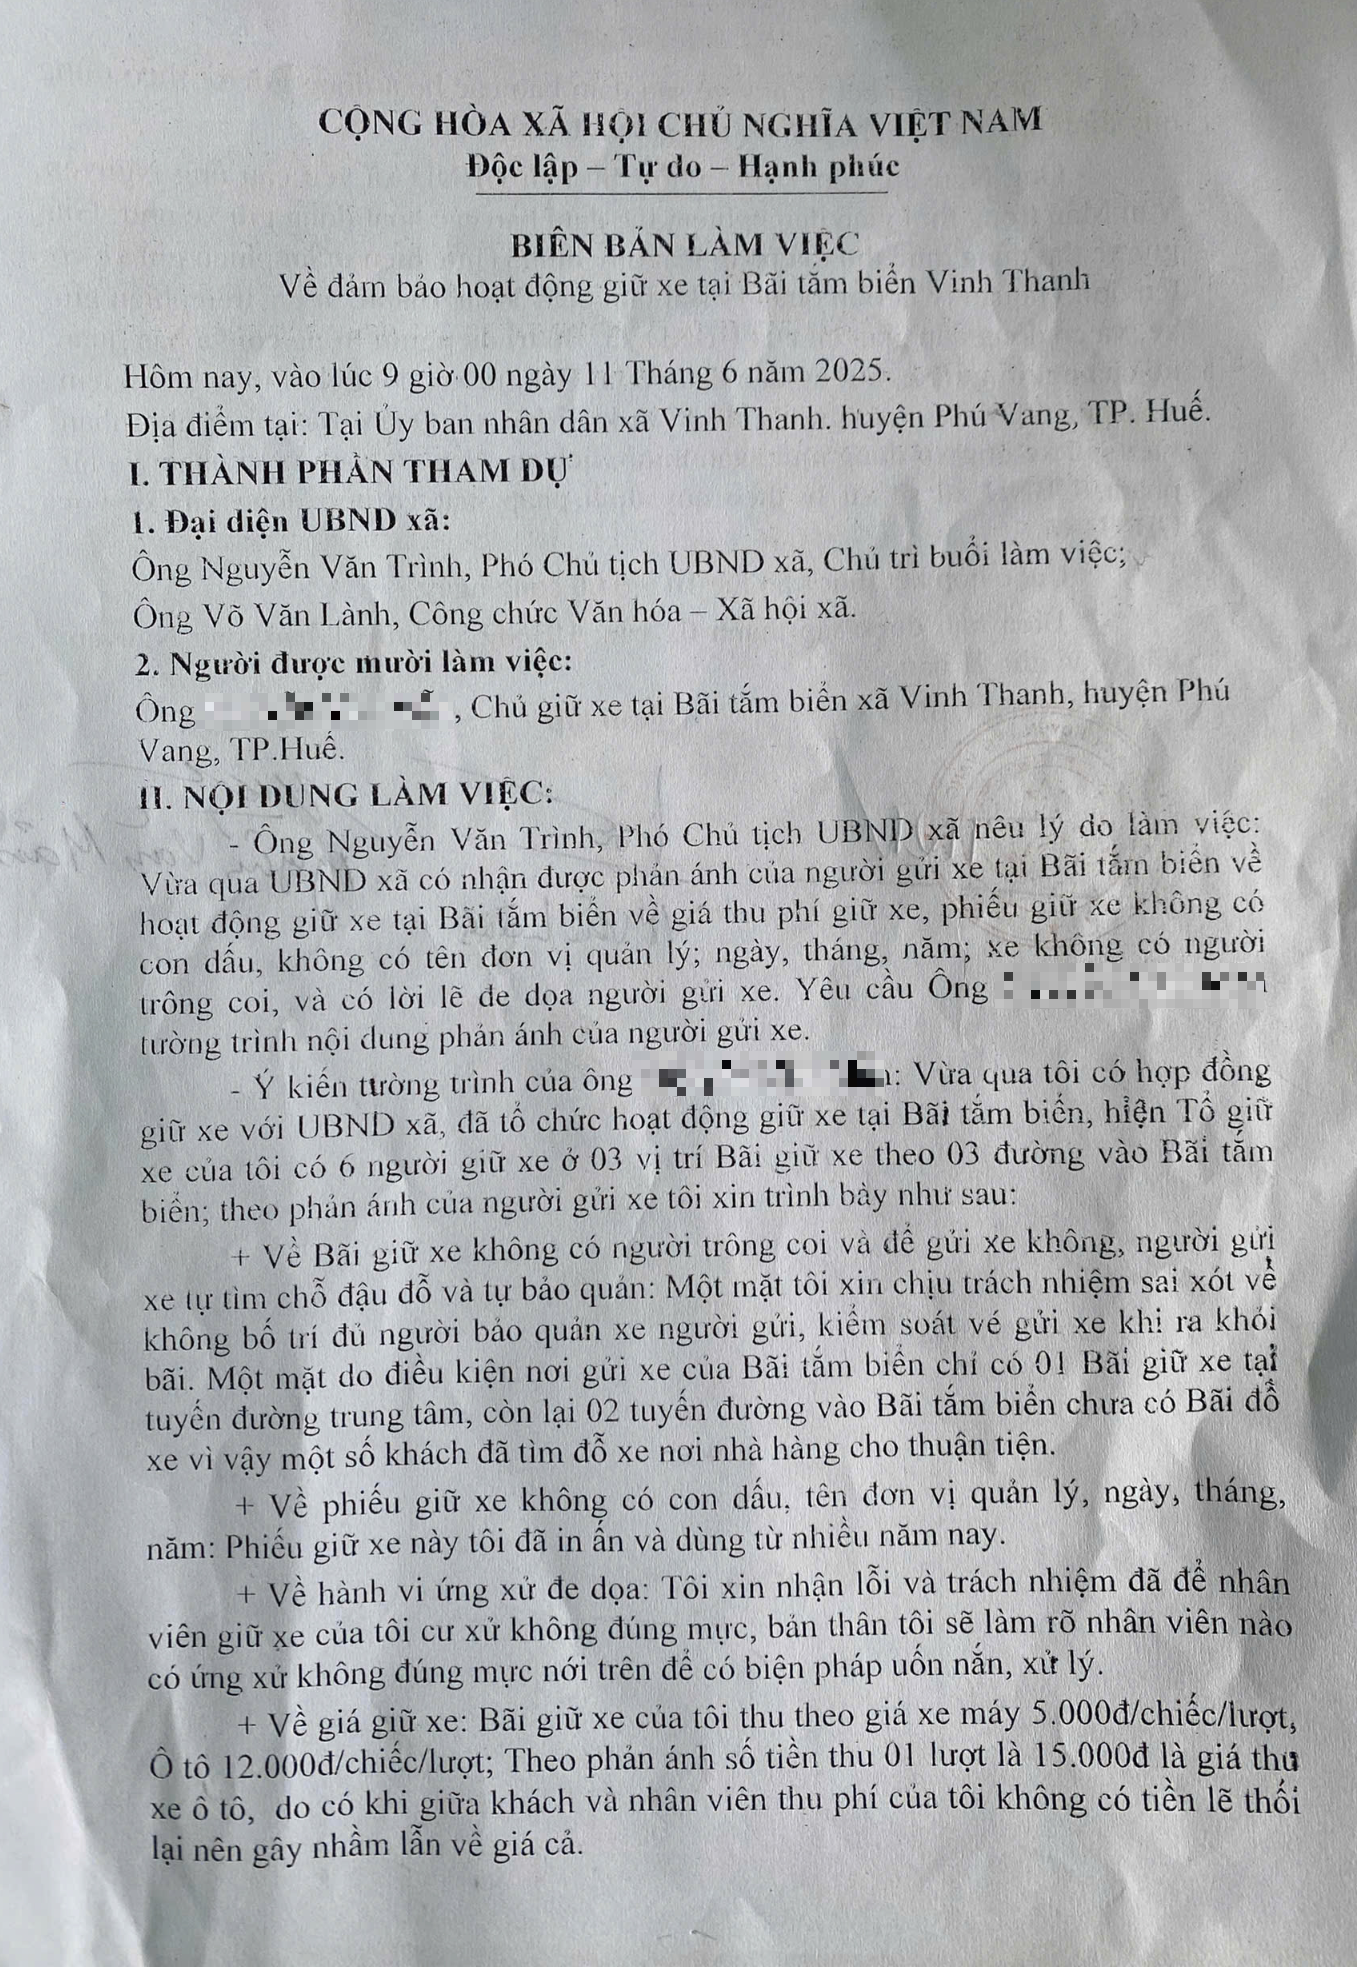 CỘNG HÒA XÃ HỘI CHỦ NGHĨA VIỆT NAM
Độc lập – Tự do – Hạnh phúc
BIÊN BẢN LÀM VIỆC
Về đảm bảo hoạt động giữ xe tại Bãi tắm biển Vinh Thanh
Hôm nay, vào lúc 9 giờ 00 ngày 11 Tháng 6 năm 2025.
Địa điểm tại: Tại Ủy ban nhân dân xã Vinh Thanh. huyện Phú Vang, TP. Huế.
I. THÀNH PHẦN THAM DỰ
1. Đại diện UBND xã:
Ông Nguyễn Văn Trình, Phó Chủ tịch UBND xã, Chủ trì buổi làm việc;
Ông Võ Văn Lành, Công chức Văn hóa – Xã hội xã.
2. Người được mười làm việc:
Ông , Chủ giữ xe tại Bãi tắm biển xã Vinh Thanh, huyện Phú
Vang, TP.Huế.
II. NỘI DUNG LÀM VIỆC:
- Ông Nguyễn Văn Trình, Phó Chủ tịch UBND xã nêu lý do làm việc:
Vừa qua UBND xã có nhận được phản ánh của người gửi xe tại Bãi tắm biển về
hoạt động giữ xe tại Bãi tắm biển về giá thu phí giữ xe, phiếu giữ xe không có
con dấu, không có tên đơn vị quản lý; ngày, tháng, năm; xe không có người
trông coi, và có lời lẽ đe dọa người gửi xe. Yêu cầu Ông
tường trình nội dung phản ánh của người gửi xe.
- Ý kiến tường trình của ông : Vừa qua tôi có hợp đồng
giữ xe với UBND xã, đã tổ chức hoạt động giữ xe tại Bãi tắm biển, hiện Tổ giữ
xe của tôi có 6 người giữ xe ở 03 vị trí Bãi giữ xe theo 03 đường vào Bãi tắm
biển; theo phản ánh của người gửi xe tôi xin trình bày như sau:
+ Về Bãi giữ xe không có người trông coi và để gửi xe không, người gửi
xe tự tìm chỗ đậu đỗ và tự bảo quản: Một mặt tôi xin chịu trách nhiệm sai xót về
không bố trí đủ người bảo quản xe người gửi, kiểm soát vé gửi xe khi ra khỏi
bãi. Một mặt do điều kiện nơi gửi xe của Bãi tắm biển chỉ có 01 Bãi giữ xe tại
tuyến đường trung tâm, còn lại 02 tuyến đường vào Bãi tắm biển chưa có Bãi đỗ
xe vì vậy một số khách đã tìm đỗ xe nơi nhà hàng cho thuận tiện.
+ Về phiếu giữ xe không có con dấu, tên đơn vị quản lý, ngày, tháng,
năm: Phiếu giữ xe này tôi đã in ấn và dùng từ nhiều năm nay.
+ Về hành vi ứng xử đe dọa: Tôi xin nhận lỗi và trách nhiệm đã để nhân
viên giữ xe của tôi cư xử không đúng mực, bản thân tôi sẽ làm rõ nhân viên nào
có ứng xử không đúng mực nới trên để có biện pháp uốn nắn, xử lý.
+ Về giá giữ xe: Bãi giữ xe của tôi thu theo giá xe máy 5.000đ/chiếc/lượt,
Ô tô 12.000đ/chiếc/lượt; Theo phản ánh số tiền thu 01 lượt là 15.000đ là giá thu
xe ô tô, do có khi giữa khách và nhân viên thu phí của tôi không có tiền lẽ thối
lại nên gây nhầm lẫn về giá cả.